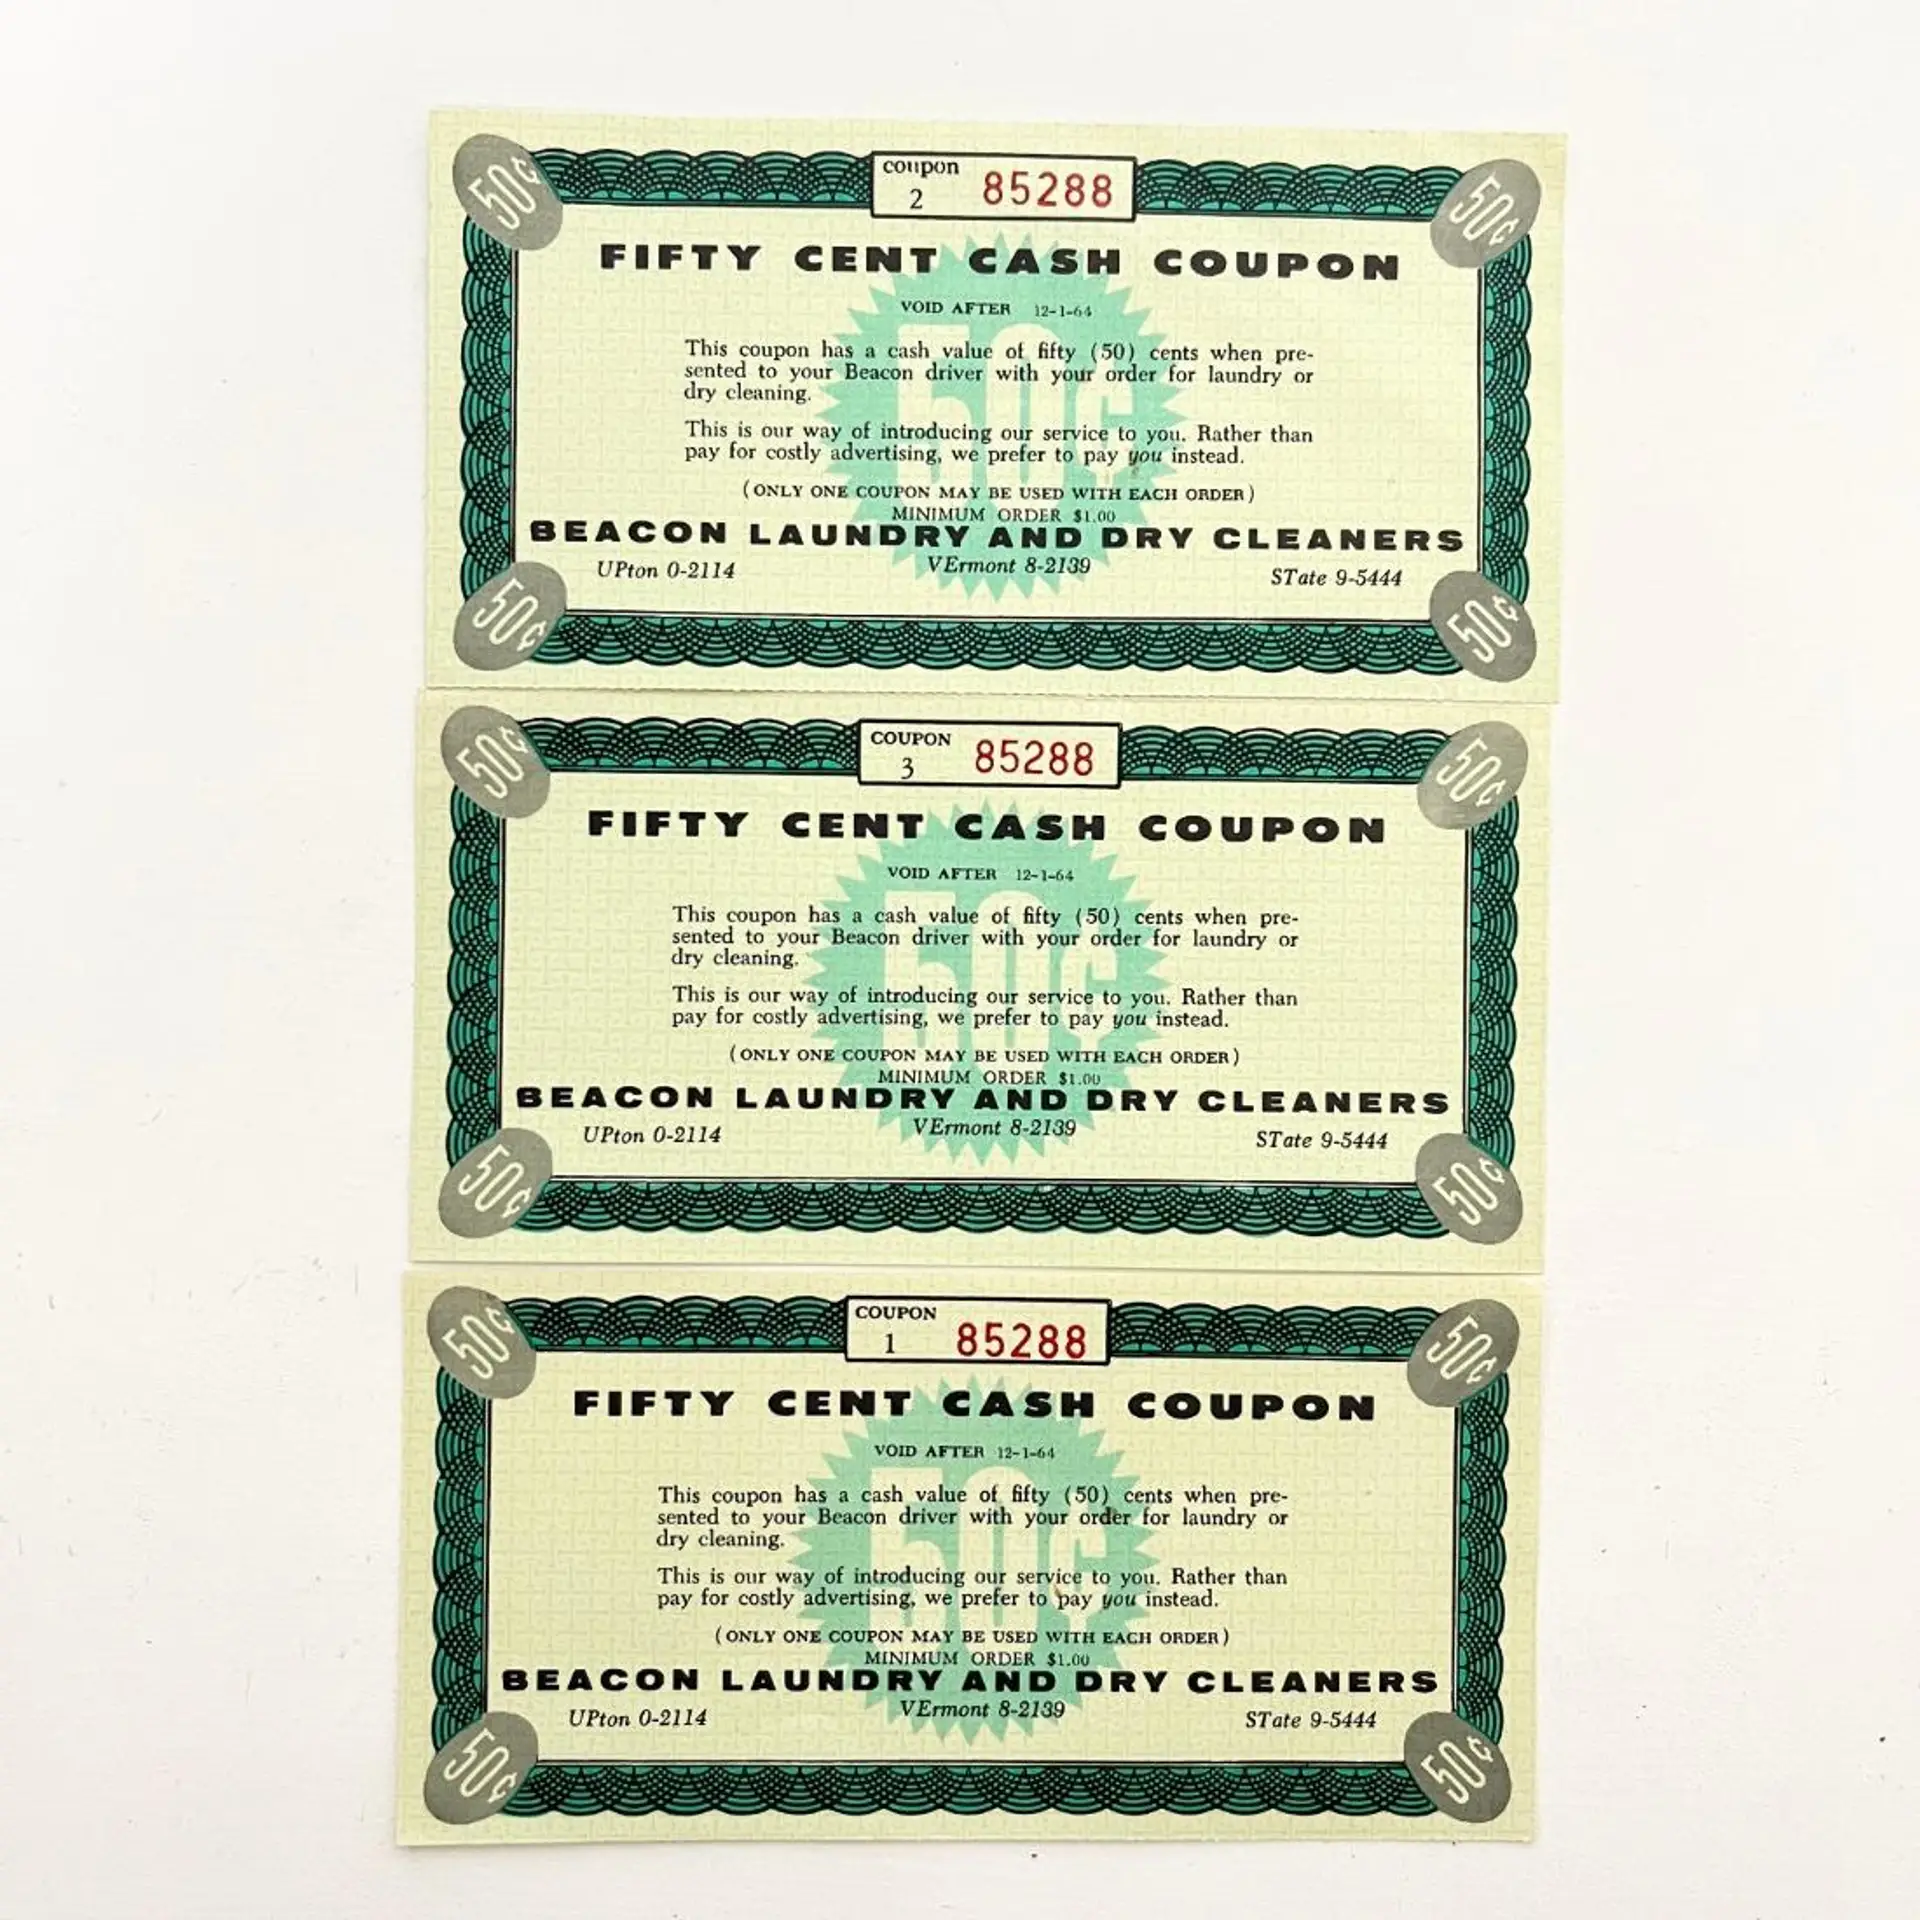 50¢
coupon
2 85288
50¢
FIFTY CENT CASH COUPON
VOID AFTER 12-1-64
50¢
This coupon has a cash value of fifty (50) cents when pre-
sented to your Beacon driver with your order for laundry or
dry cleaning.
This is our way of introducing our service to you. Rather than
pay for costly advertising, we prefer to pay you instead.
(ONLY ONE COUPON MAY BE USED WITH EACH ORDER)
MINIMUM ORDER $1.00
BEACON LAUNDRY AND DRY CLEANERS
UPton 0-2114 VErmont 8-2139 STate 9-5444
50¢ 50¢
50¢
COUPON
3 85288
50¢
FIFTY CENT CASH COUPON
VOID AFTER 12-1-64
50¢
This coupon has a cash value of fifty (50) cents when pre-
sented to your Beacon driver with your order for laundry or
dry cleaning.
This is our way of introducing our service to you. Rather than
pay for costly advertising, we prefer to pay you instead.
(ONLY ONE COUPON MAY BE USED WITH EACH ORDER)
MINIMUM ORDER $1.00
BEACON LAUNDRY AND DRY CLEANERS
UPton 0-2114 VErmont 8-2139 STate 9-5444
50¢ 50¢
50¢
COUPON
1 85288
50¢
FIFTY CENT CASH COUPON
VOID AFTER 12-1-64
50¢
This coupon has a cash value of fifty (50) cents when pre-
sented to your Beacon driver with your order for laundry or
dry cleaning.
This is our way of introducing our service to you. Rather than
pay for costly advertising, we prefer to pay you instead.
(ONLY ONE COUPON MAY BE USED WITH EACH ORDER)
MINIMUM ORDER $1.00
BEACON LAUNDRY AND DRY CLEANERS
UPton 0-2114 VErmont 8-2139 STate 9-5444
50¢ 50¢